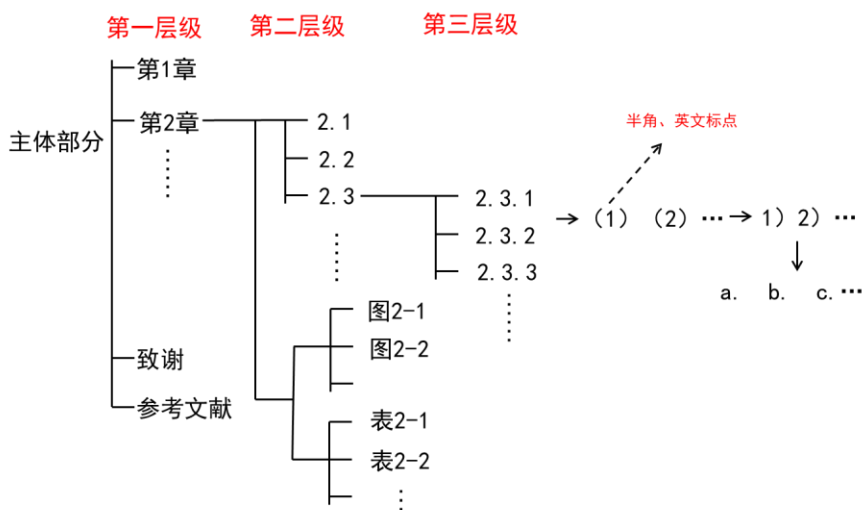 第一层级 第二层级 第三层级
第1章
主体部分
第2章
……
致谢
参考文献
2.1
2.2
2.3
……
图2-1
图2-2
表2-1
表2-2
…
2.3.1
2.3.2
2.3.3
……
半角、英文标点
（1）（2）… 1）2）…
a. b. c.…